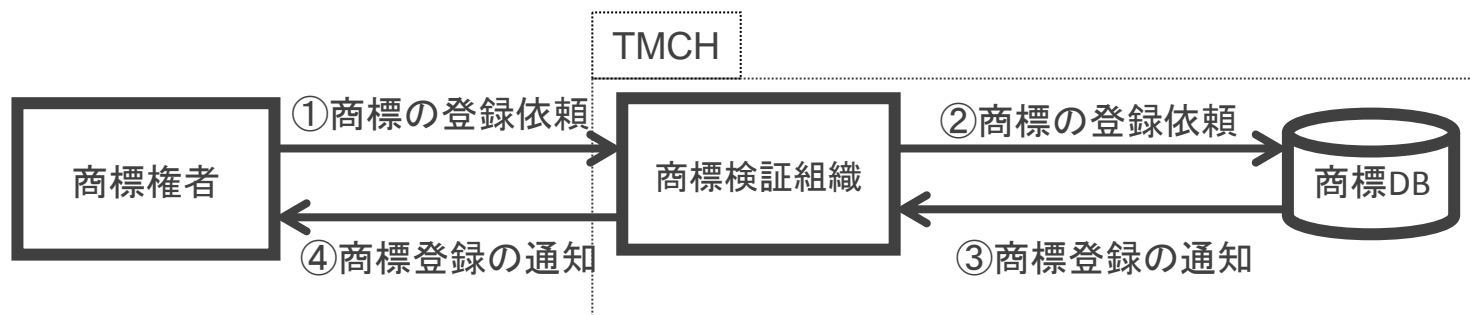 TMCH
①商標の登録依頼
②商標の登録依頼
商標権者
商標検証組織
商標DB
④商標登録の通知
③商標登録の通知